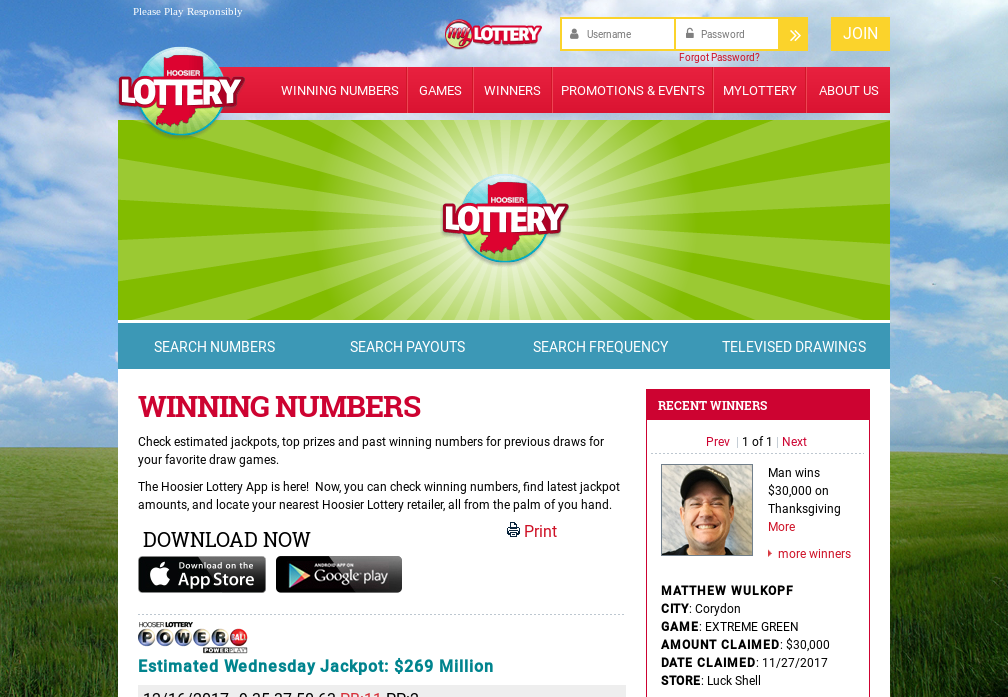 Please Play Responsibly
my LOTTERY
Username
Password
JOIN
Forgot Password?
HOOSIER
LOTTERY
WINNING NUMBERS GAMES WINNERS PROMOTIONS & EVENTS MYLOTTERY ABOUT US
HOOSIER
LOTTERY
SEARCH NUMBERS SEARCH PAYOUTS SEARCH FREQUENCY TELEVISED DRAWINGS
WINNING NUMBERS
Check estimated jackpots, top prizes and past winning numbers for previous draws for
your favorite draw games.
The Hoosier Lottery App is here! Now, you can check winning numbers, find latest jackpot
amounts, and locate your nearest Hoosier Lottery retailer, all from the palm of you hand.
Print
DOWNLOAD NOW
Download on the
App Store
ANDROID APP ON
Google play
HOOSIER LOTTERY
POWERBALL
POWERPLAY
Estimated Wednesday Jackpot: $269 Million
RECENT WINNERS
Prev | 1 of 1 | Next
Man wins
$30,000 on
Thanksgiving
More
more winners
MATTHEW WULKOPF
CITY: Corydon
GAME: EXTREME GREEN
AMOUNT CLAIMED: $30,000
DATE CLAIMED: 11/27/2017
STORE: Luck Shell